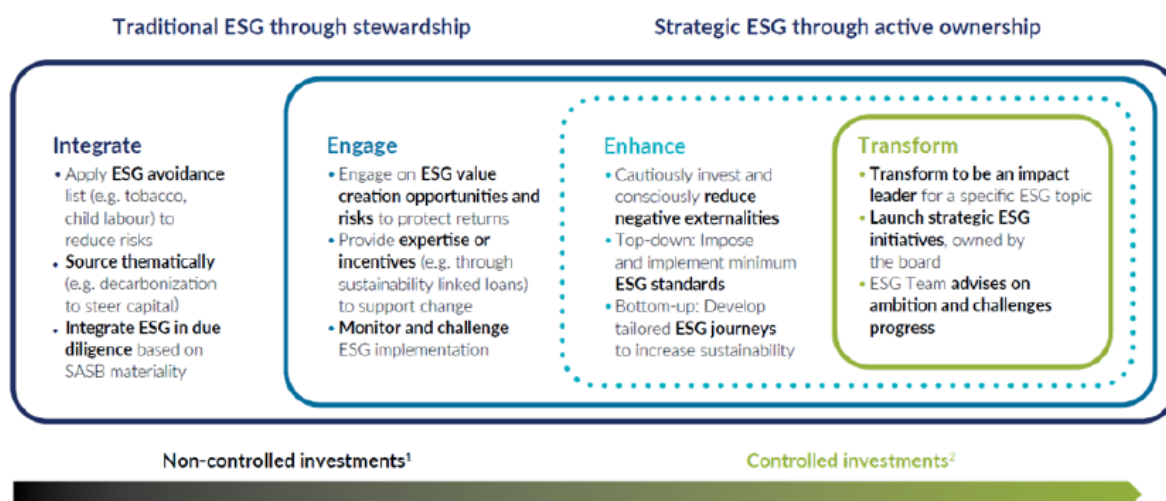 Traditional ESG through stewardship
Strategic ESG through active ownership
Integrate
• Apply ESG avoidance
list (e.g. tobacco,
child labour) to
reduce risks
• Source thematically
(e.g. decarbonization
to steer capital)
• Integrate ESG in due
diligence based on
SASB materiality
Engage
• Engage on ESG value
creation opportunities and
risks to protect returns
• Provide expertise or
incentives (e.g. through
sustainability linked loans)
to support change
• Monitor and challenge
ESG implementation
Enhance
• Cautiously invest and
consciously reduce
negative externalities
• Top-down: Impose
and implement minimum
ESG standards
• Bottom-up: Develop
tailored ESG journeys
to increase sustainability
Transform
• Transform to be an impact
leader for a specific ESG topic
• Launch strategic ESG
initiatives, owned by
the board
• ESG Team advises on
ambition and challenges
progress
Non-controlled investments¹
Controlled investments²